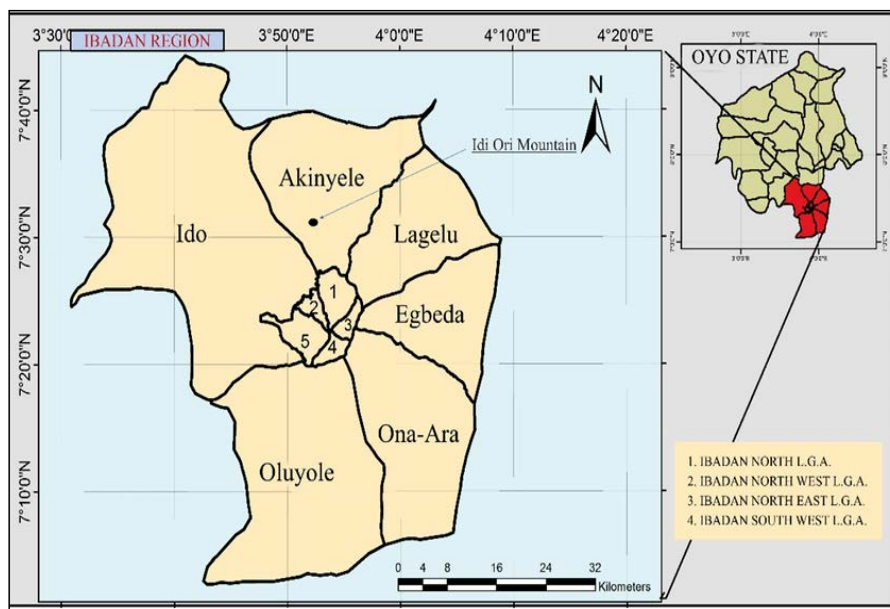 IBADAN REGION
3°50'0"E 4°0'0"E 4°10'0"E 4°20'0"E
OYO STATE
7°40'0"N
7°30'0"N
7°20'0"N
7°10'0"N
N
Idi Ori Mountain
Akinyele
Ido
Lagelu
1
2
3
Egbeda
5
4
Ona-Ara
Oluyole
0 4 8 16 24 32
Kilometers
1. IBADAN NORTH L.G.A.
2. IBADAN NORTH WEST L.G.A.
3. IBADAN NORTH EAST L.G.A.
4. IBADAN SOUTH WEST L.G.A.